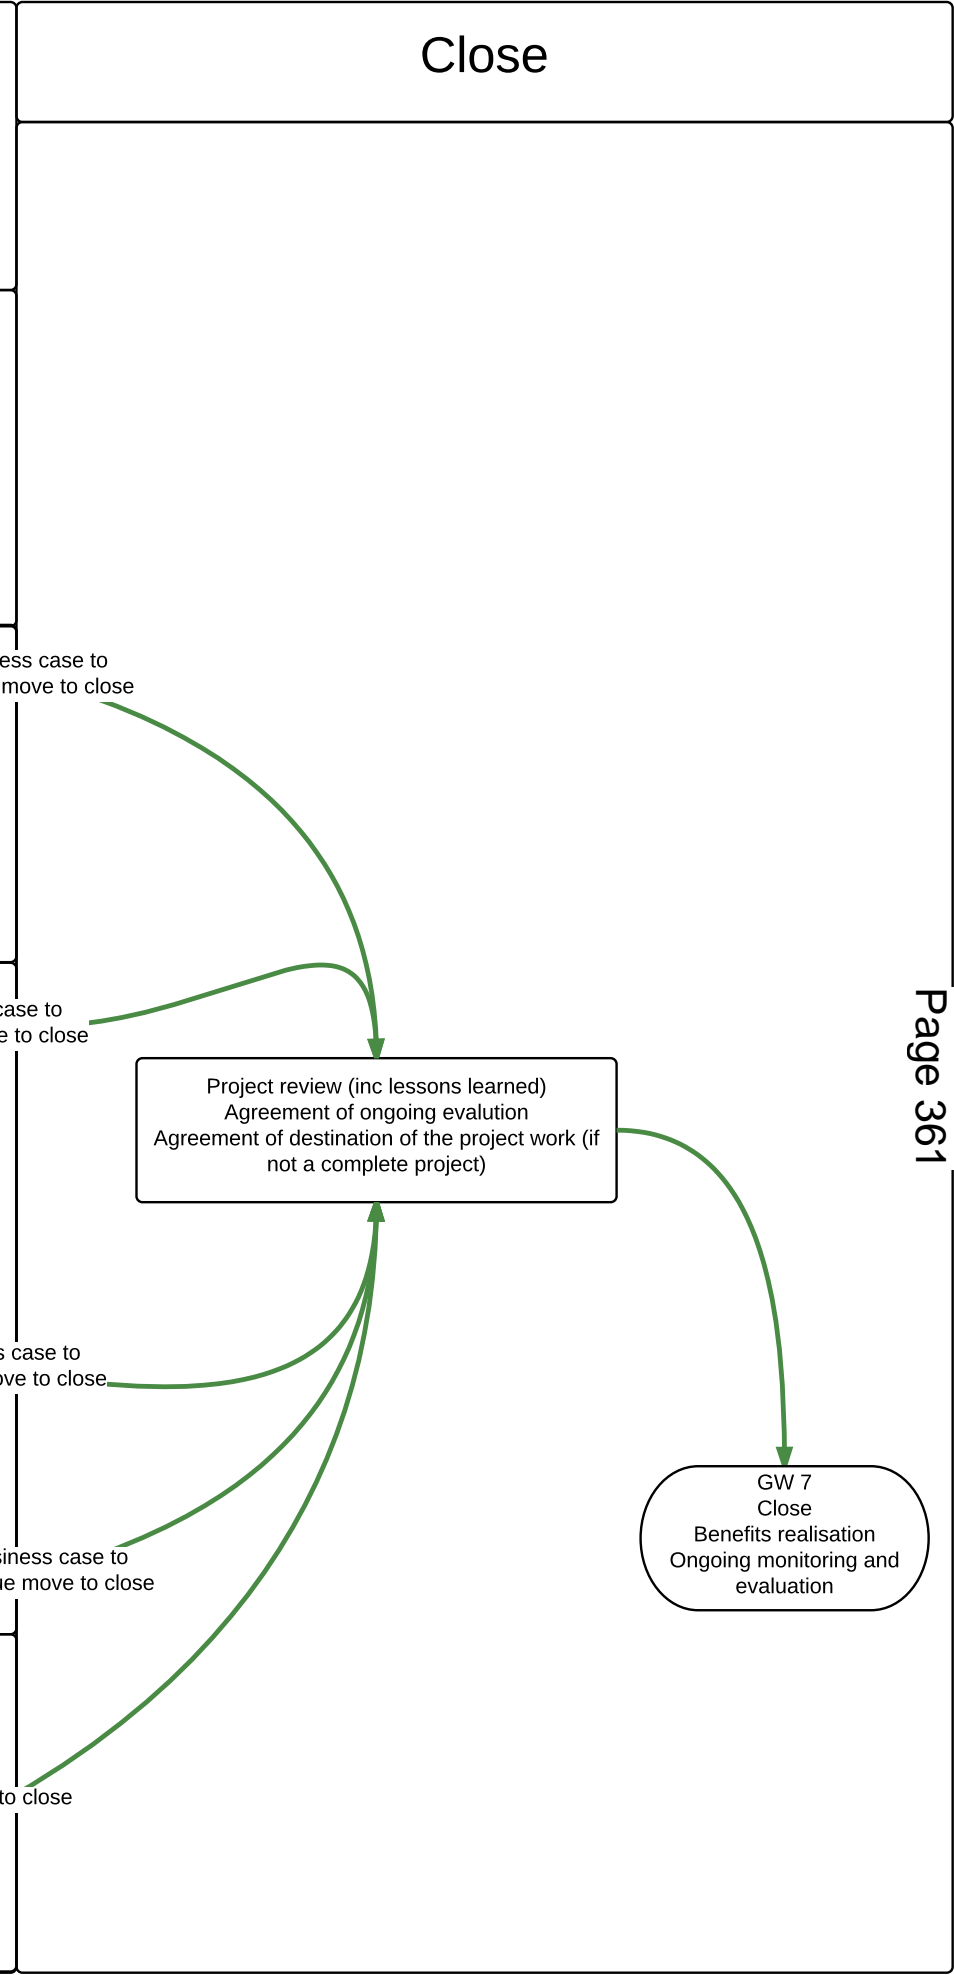 Close
ess case to
move to close
case to
e to close
Project review (inc lessons learned)
Agreement of ongoing evalution
Agreement of destination of the project work (if
not a complete project)
Page 361
s case to
ove to close
GW 7
Close
Benefits realisation
Ongoing monitoring and
evaluation
siness case to
ue move to close
to close